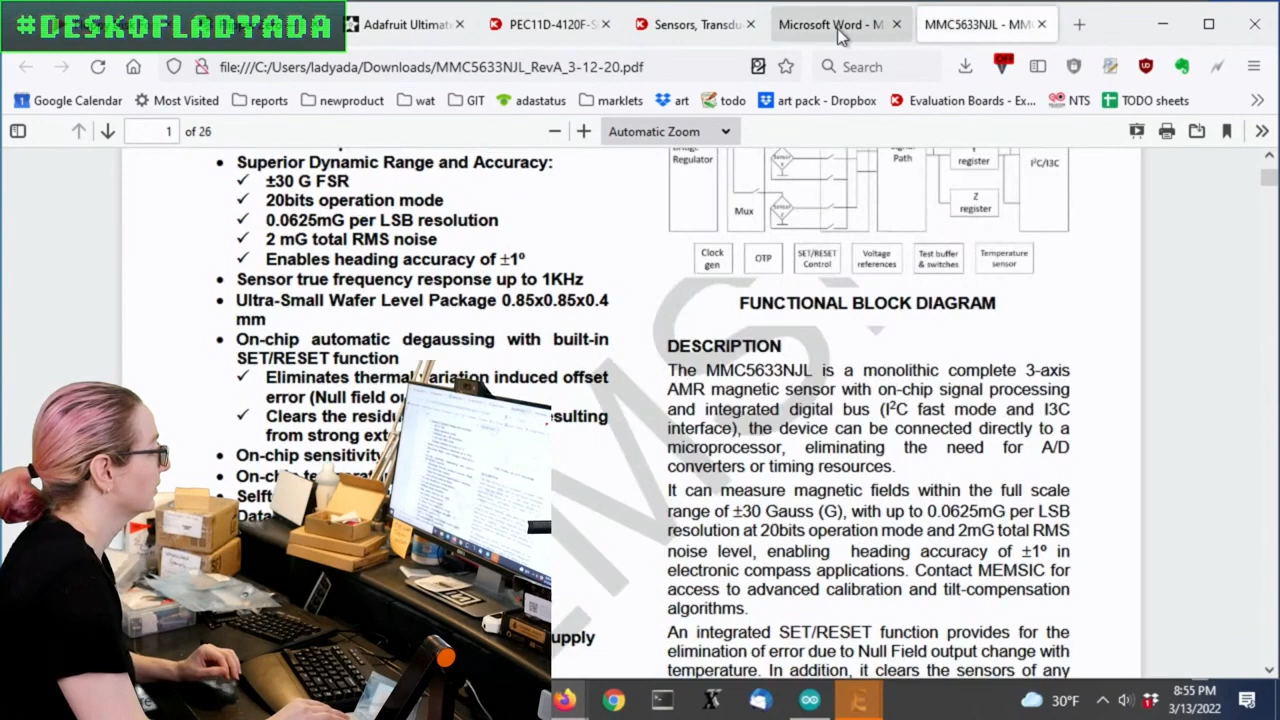 #DESKOFLADYADA
Adafruit Ultimat
PEC11D-4120F-S
Sensors, Transdu
Microsoft Word - M
MMC5633NJL - MM
file:///C:/Users/ladyada/Downloads/MMC5633NJL_RevA_3-12-20.pdf
Search
OFF
Google Calendar
Most Visited
reports
newproduct
wat
GIT
adastatus
marklets
art
todo
art pack - Dropbox
Evaluation Boards - Ex...
NTS
TODO sheets
1 of 26
Automatic Zoom
• Superior Dynamic Range and Accuracy:
✓ ±30 G FSR
✓ 20bits operation mode
✓ 0.0625mG per LSB resolution
✓ 2 mG total RMS noise
✓ Enables heading accuracy of ±1º
• Sensor true frequency response up to 1KHz
• Ultra-Small Wafer Level Package 0.85x0.85x0.4
mm
• On-chip automatic degaussing with built-in
SET/RESET function
✓ Eliminates thermal variation induced offset
error (Null field
✓ Clears the resulting
from strong
• On-chip sensitivity
• On-chip
•
upply
Regulator
Mux
Sensor
Sensor
Path
register
Z
register
I²C/I3C
Clock
gen
OTP
SET/RESET
Control
Voltage
references
Test buffer
& switches
Temperature
sensor
FUNCTIONAL BLOCK DIAGRAM
DESCRIPTION
The MMC5633NJL is a monolithic complete 3-axis
AMR magnetic sensor with on-chip signal processing
and integrated digital bus (I²C fast mode and I3C
interface), the device can be connected directly to a
microprocessor, eliminating the need for A/D
converters or timing resources.
It can measure magnetic fields within the full scale
range of ±30 Gauss (G), with up to 0.0625mG per LSB
resolution at 20bits operation mode and 2mG total RMS
noise level, enabling heading accuracy of ±1º in
electronic compass applications. Contact MEMSIC for
access to advanced calibration and tilt-compensation
algorithms.
An integrated SET/RESET function provides for the
elimination of error due to Null Field output change with
temperature. In addition, it clears the sensors of any
30°F
8:55 PM
3/13/2022